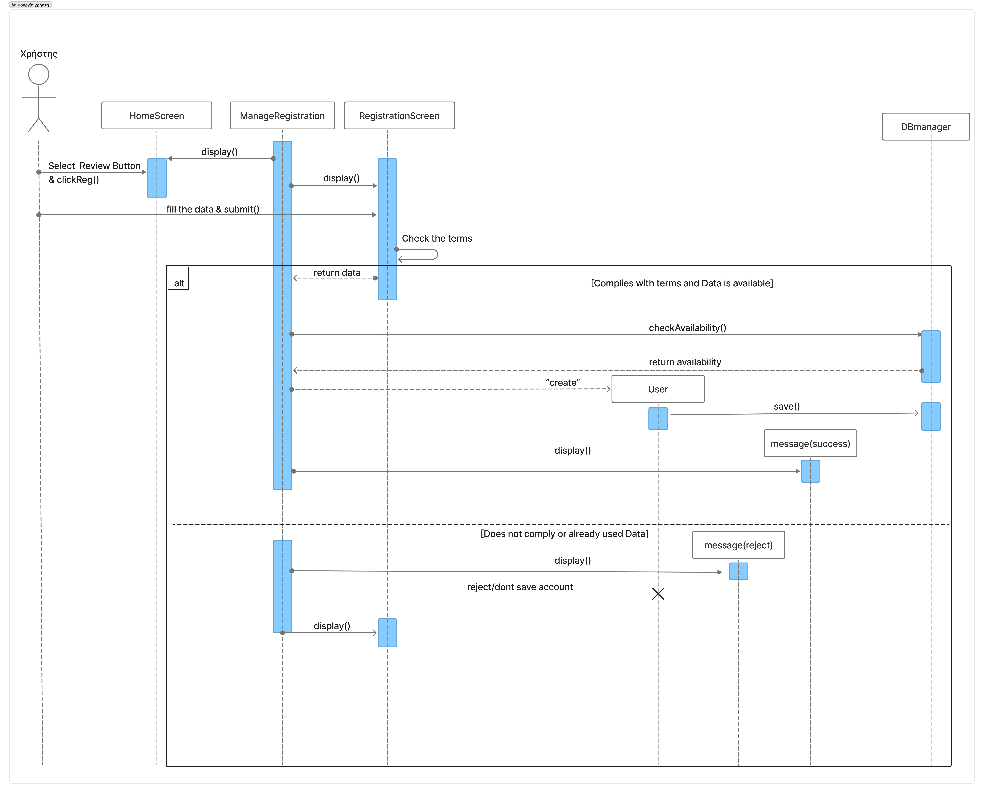 Χρήστης
HomeScreen
ManageRegistration
RegistrationScreen
DBmanager
display()
Select Review Button
& clickReg()
display()
fill the data & submit()
Check the terms
alt
return data
[Complies with terms and Data is available]
checkAvailability()
return availability
"create"
User
save()
message(success)
display()
[Does not comply or already used Data]
message(reject)
display()
reject/dont save account
display()